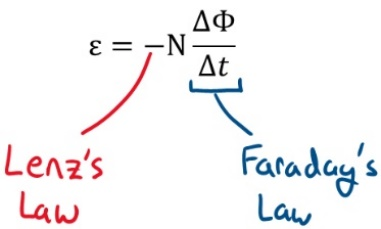 ε = −N ΔΦ/Δt
Lenz's
Law
Faraday's
Law